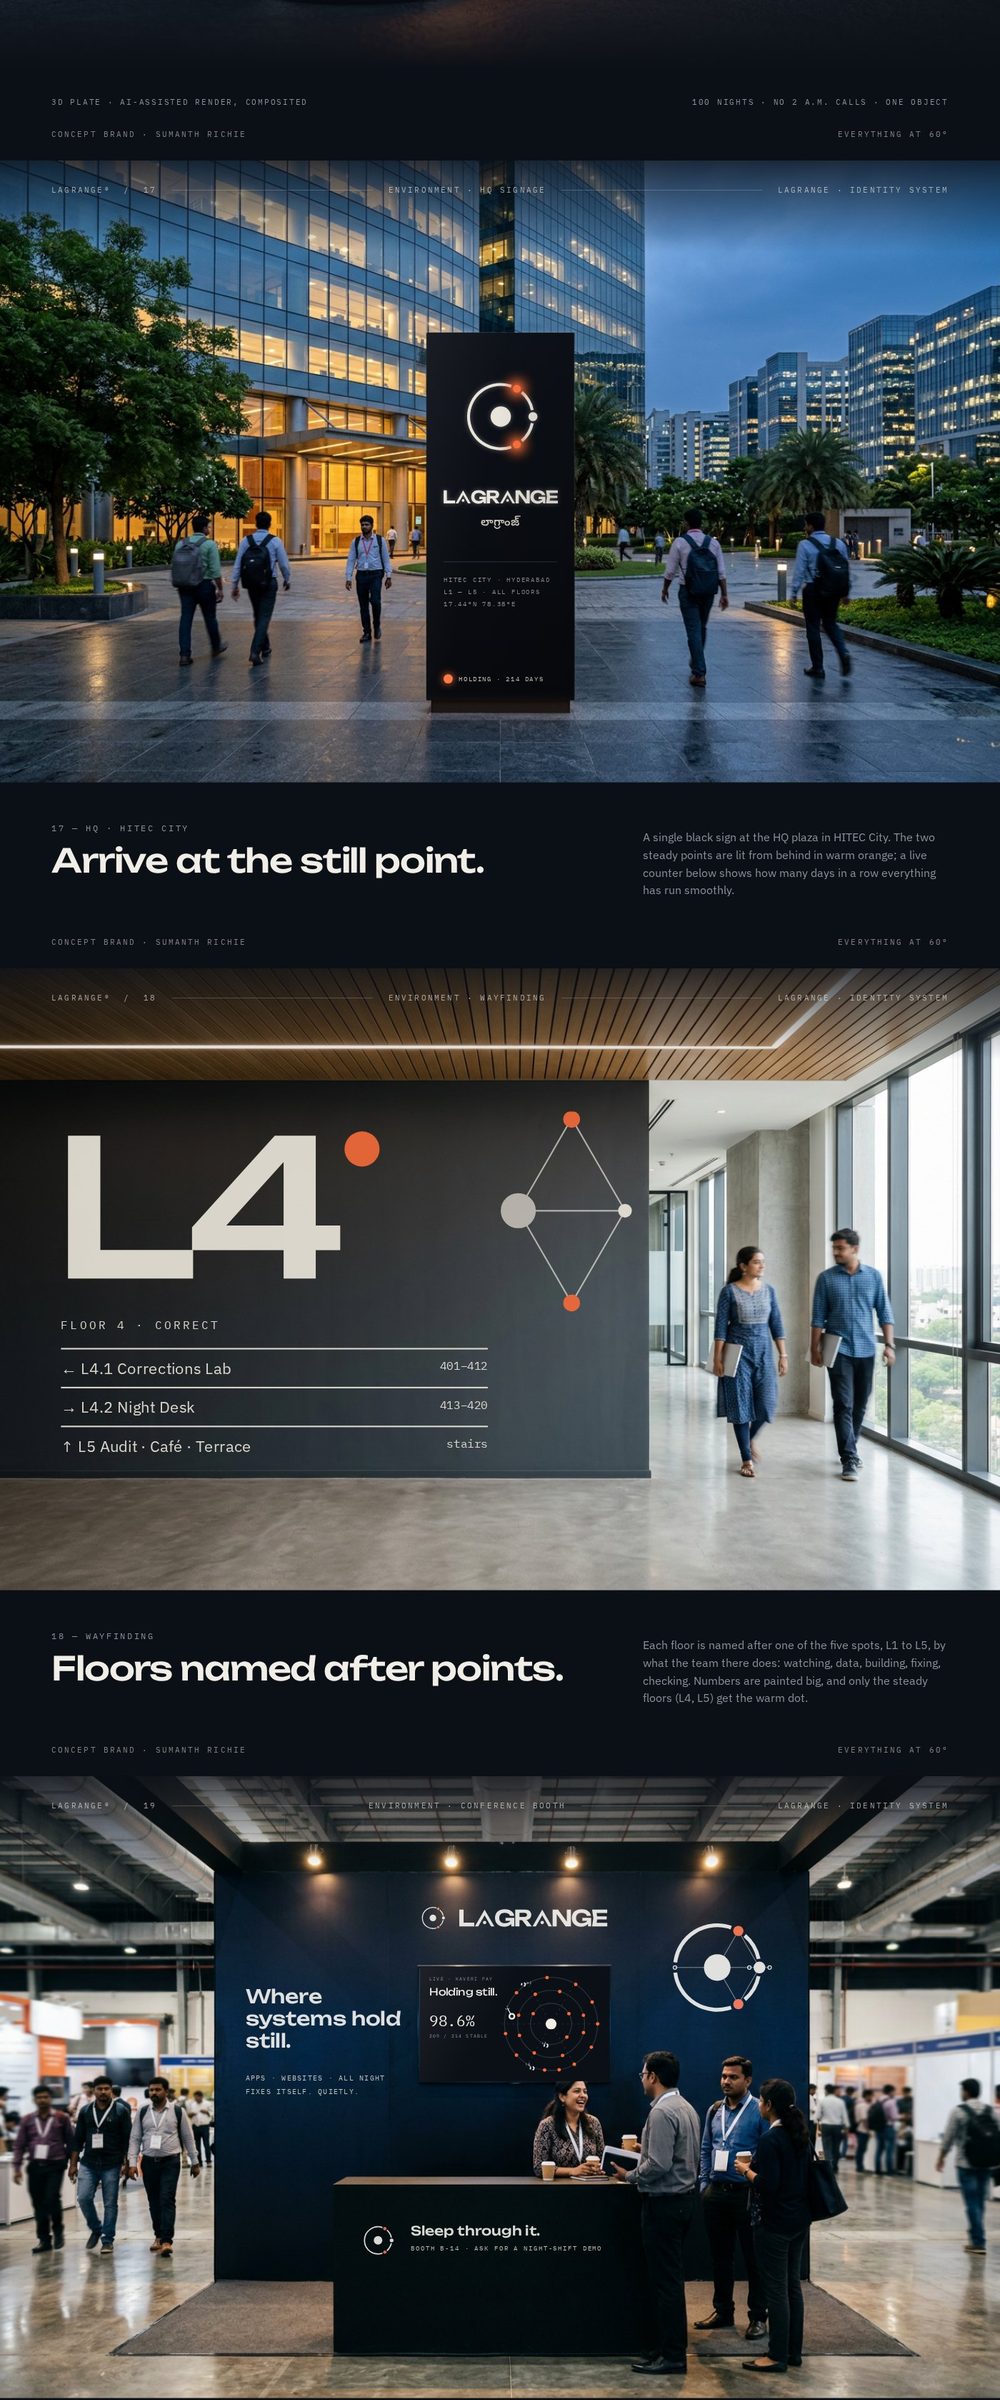 3D PLATE · AI-ASSISTED RENDER, COMPOSITED
100 NIGHTS · NO 2 A.M. CALLS · ONE OBJECT
CONCEPT BRAND · SUMANTH RICHIE
EVERYTHING AT 60°
LAGRANGE® / 17
ENVIRONMENT · HQ SIGNAGE
LAGRANGE · IDENTITY SYSTEM
LAGRANGE
లాగ్రాంజ్
HITEC CITY · HYDERABAD
L1 — L5 · ALL FLOORS
17.44°N 78.38°E
HOLDING · 214 DAYS
17 — HQ · HITEC CITY
Arrive at the still point.
A single black sign at the HQ plaza in HITEC City. The two
steady points are lit from behind in warm orange; a live
counter below shows how many days in a row everything
has run smoothly.
CONCEPT BRAND · SUMANTH RICHIE
EVERYTHING AT 60°
LAGRANGE® / 18
ENVIRONMENT · WAYFINDING
LAGRANGE · IDENTITY SYSTEM
L4
FLOOR 4 · CORRECT
← L4.1 Corrections Lab 401–412
→ L4.2 Night Desk 413–420
↑ L5 Audit · Café · Terrace stairs
18 — WAYFINDING
Floors named after points.
Each floor is named after one of the five spots, L1 to L5, by
what the team there does: watching, data, building, fixing,
checking. Numbers are painted big, and only the steady
floors (L4, L5) get the warm dot.
CONCEPT BRAND · SUMANTH RICHIE
EVERYTHING AT 60°
LAGRANGE® / 19
ENVIRONMENT · CONFERENCE BOOTH
LAGRANGE · IDENTITY SYSTEM
LAGRANGE
LIVE · KAVERI PAY
Holding still.
98.6%
209 / 214 STABLE
Where
systems hold
still.
APPS · WEBSITES · ALL NIGHT
FIXES ITSELF. QUIETLY.
Sleep through it.
BOOTH B-14 · ASK FOR A NIGHT-SHIFT DEMO